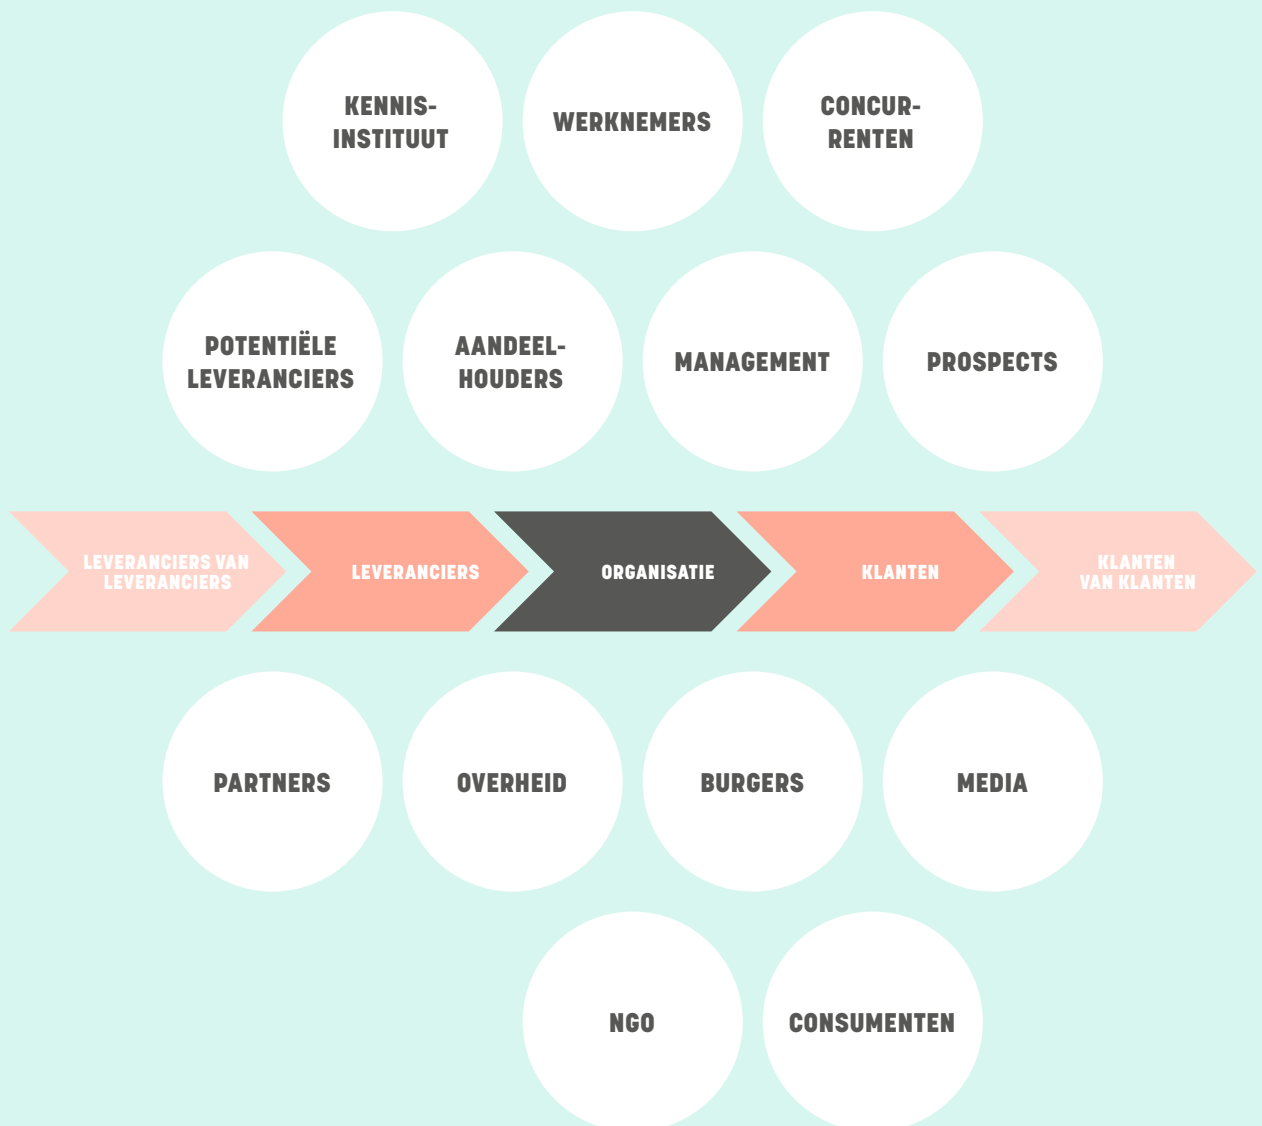 KENNIS-
INSTITUUT
WERKNEMERS
CONCUR-
RENTEN
POTENTIËLE
LEVERANCIERS
AANDEEL-
HOUDERS
MANAGEMENT
PROSPECTS
LEVERANCIERS VAN
LEVERANCIERS
LEVERANCIERS
ORGANISATIE
KLANTEN
KLANTEN
VAN KLANTEN
PARTNERS
OVERHEID
BURGERS
MEDIA
NGO
CONSUMENTEN